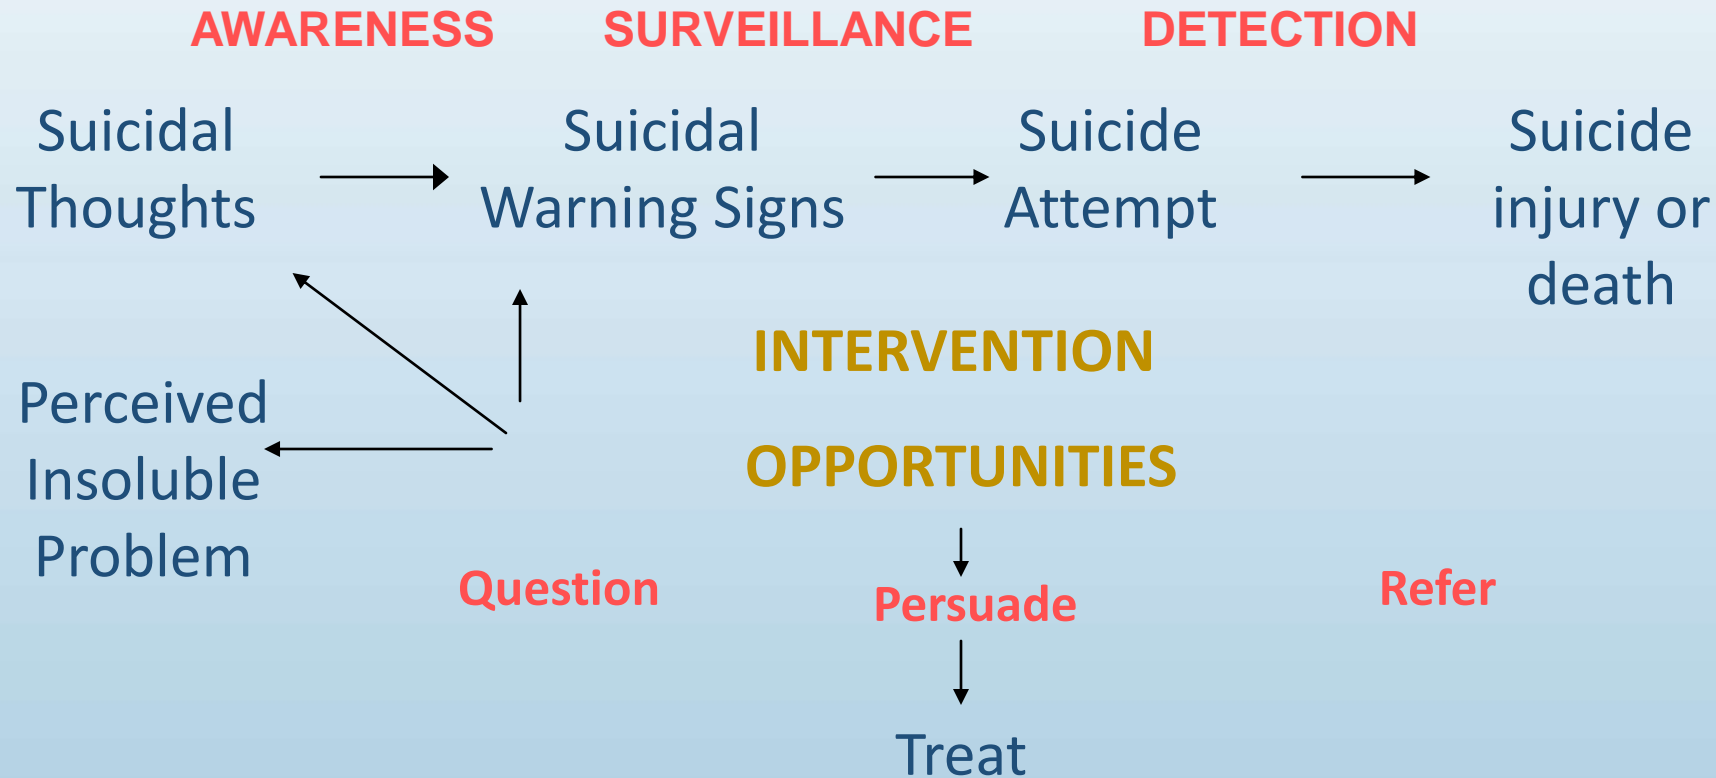 AWARENESS SURVEILLANCE DETECTION
Suicidal
Thoughts
Suicidal
Warning Signs
Suicide
Attempt
Suicide
injury or
death
INTERVENTION
OPPORTUNITIES
Perceived
Insoluble
Problem
Question
Persuade
Refer
Treat